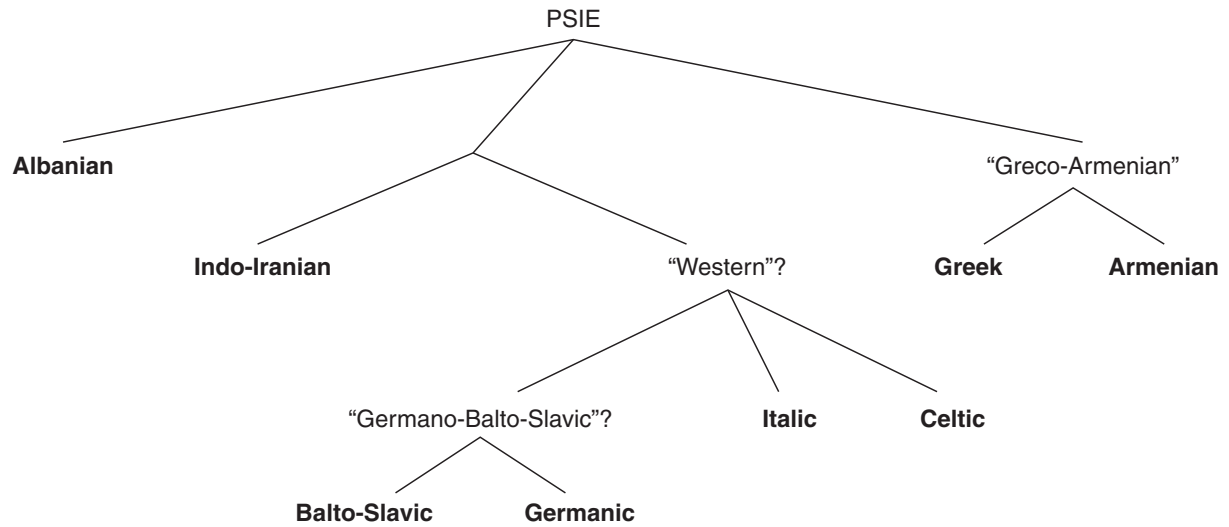 PSIE
Albanian
“Greco-Armenian”
Indo-Iranian
“Western”?
Greek
Armenian
“Germano-Balto-Slavic”?
Italic
Celtic
Balto-Slavic
Germanic